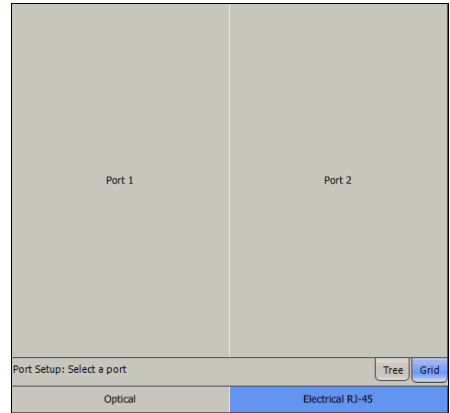 Port 1
Port 2
Port Setup: Select a port
Tree
Grid
Optical
Electrical RJ-45